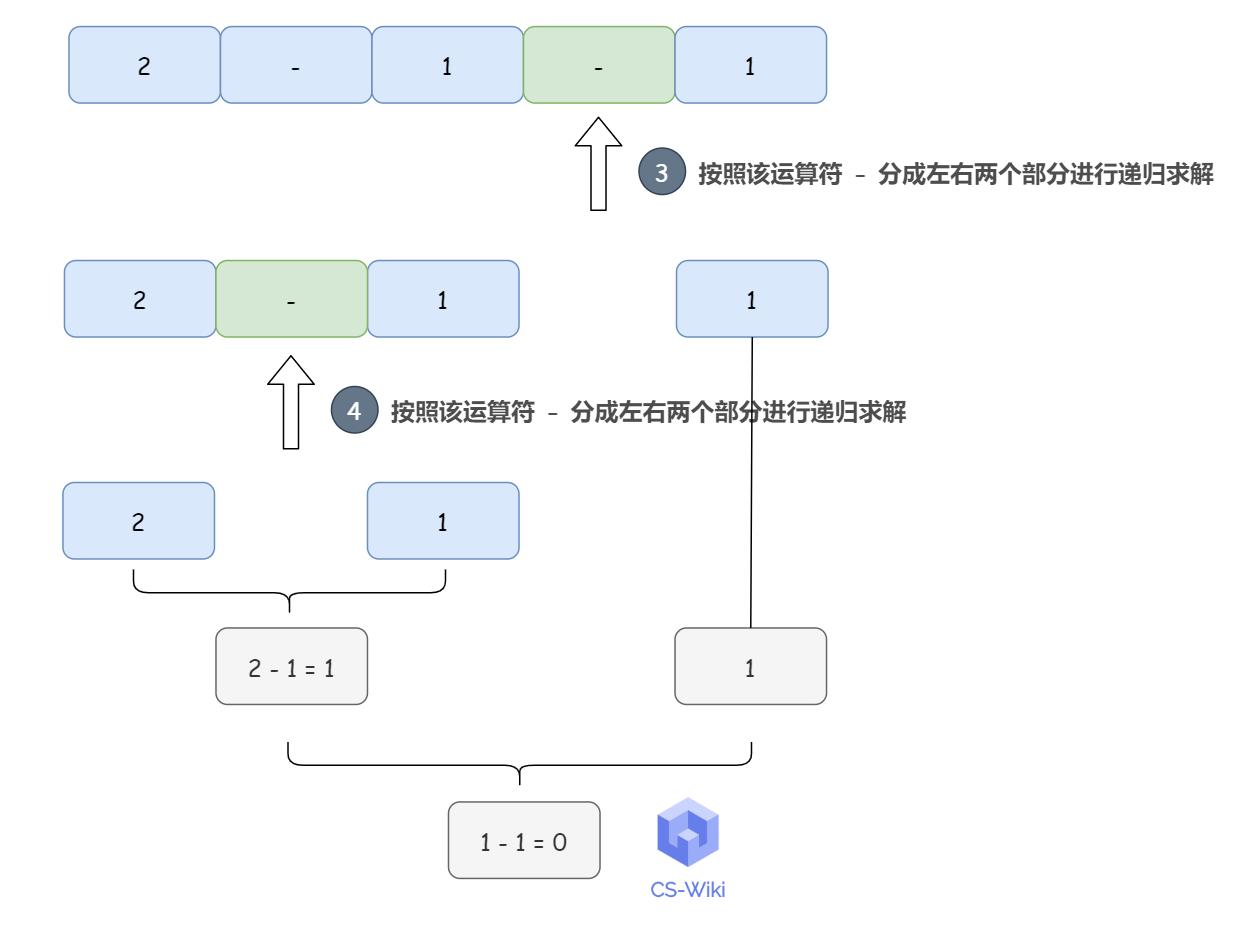 2 - 1 - 1
3 按照该运算符 - 分成左右两个部分进行递归求解
2 - 1 1
4 按照该运算符 - 分成左右两个部分进行递归求解
2 1
2 - 1 = 1 1
1 - 1 = 0
CS-Wiki